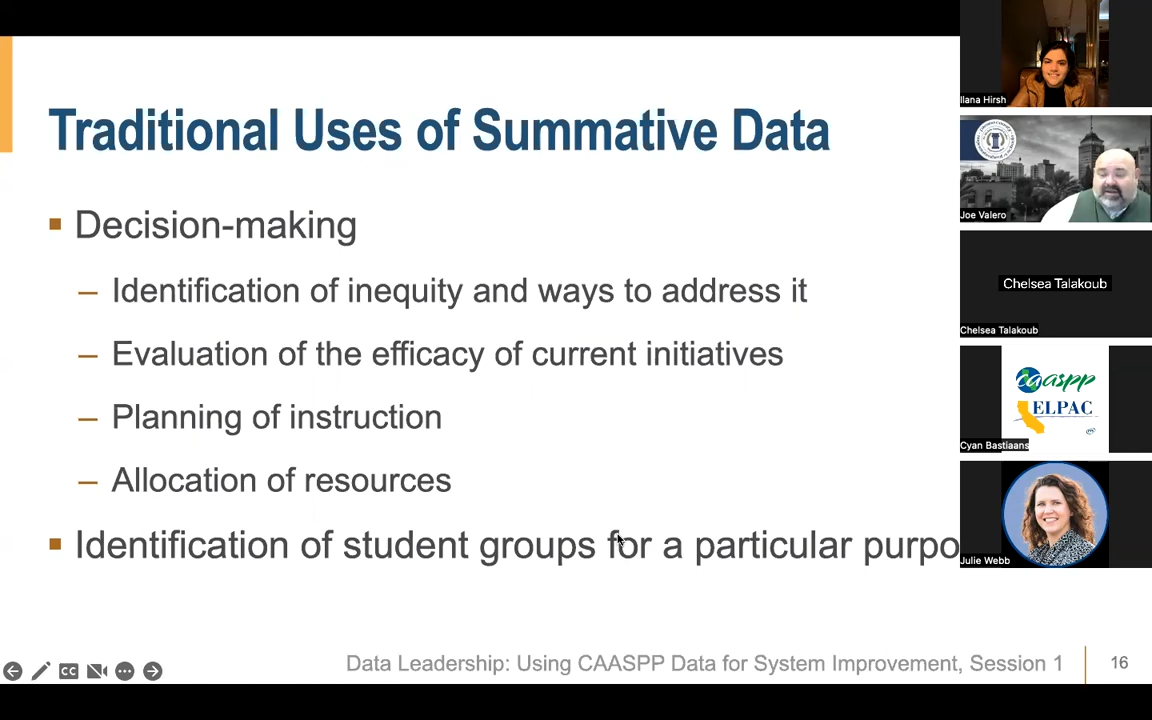 Traditional Uses of Summative Data
Decision-making
– Identification of inequity and ways to address it
– Evaluation of the efficacy of current initiatives
– Planning of instruction
– Allocation of resources
Identification of student groups for a particular purpo
Data Leadership: Using CAASPP Data for System Improvement, Session 1
16
CC
Ilana Hirsh
Joe Valero
Chelsea Talakoub
Chelsea Talakoub
caaspp
ELPAC
Cyan Bastiaans
Julie Webb